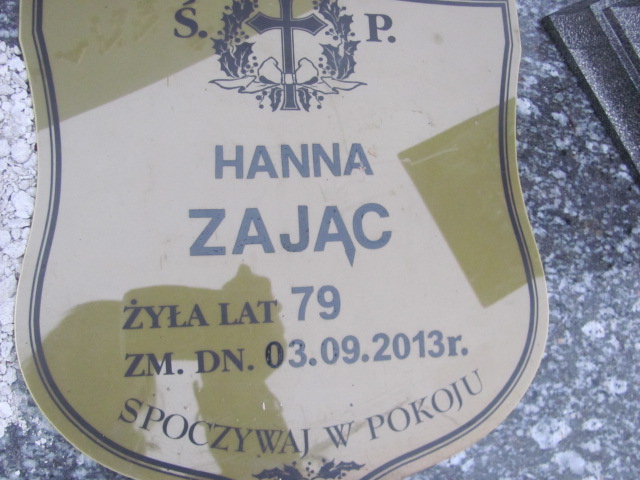 Ś. P.
HANNA
ZAJĄC
ŻYŁA LAT 79
ZM. DN. 03.09.2013r.
SPOCZYWAJ W POKOJU